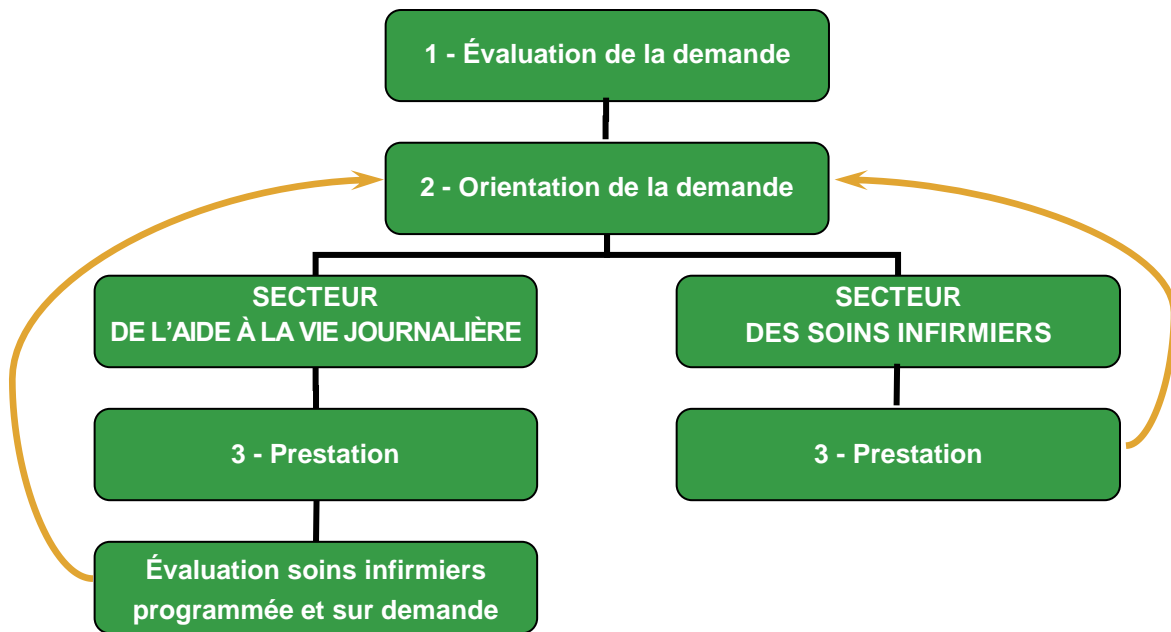 1 - Évaluation de la demande
2 - Orientation de la demande
SECTEUR
DE L'AIDE À LA VIE JOURNALIÈRE
SECTEUR
DES SOINS INFIRMIERS
3 - Prestation
3 - Prestation
Évaluation soins infirmiers
programmée et sur demande